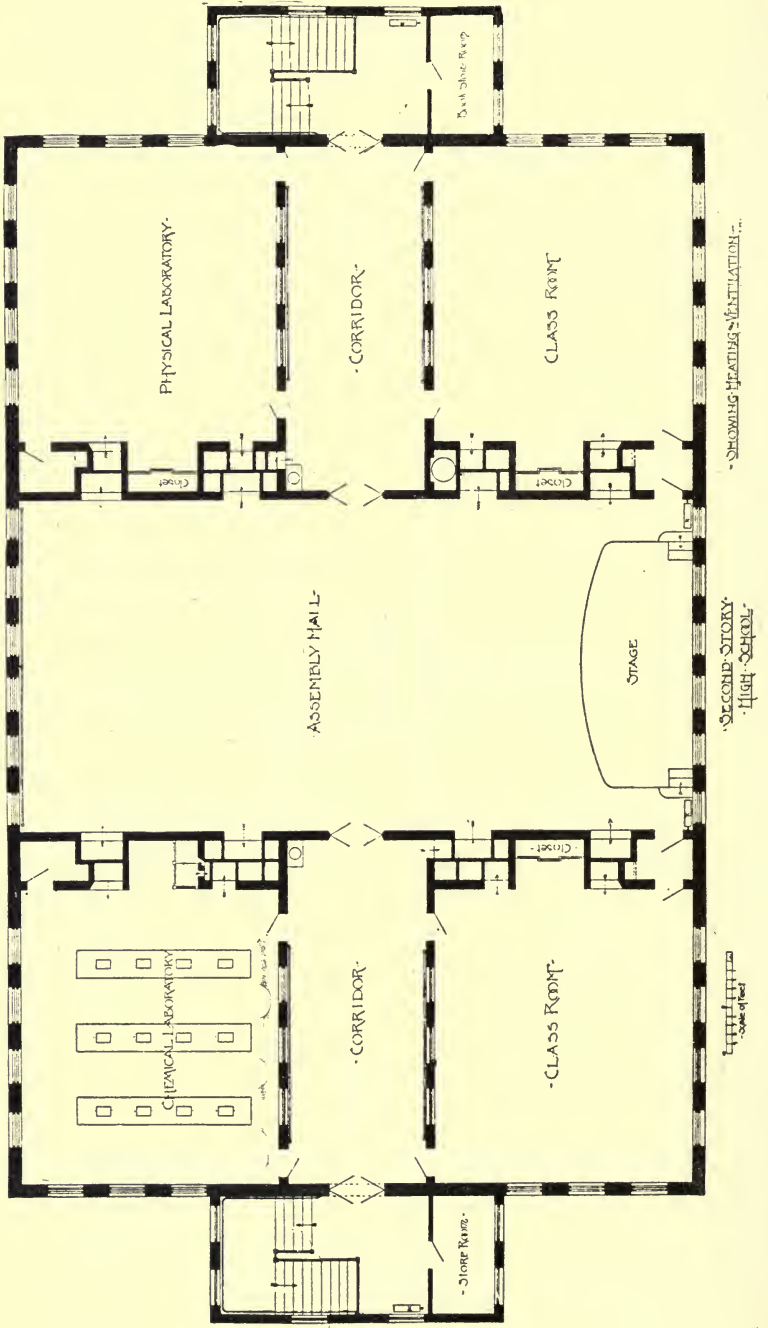 CHEMICAL LABORATORY
PHYSICAL LABORATORY-
- CORRIDOR-
- CORRIDOR-
-ASSEMBLY HALL-
- CLASS ROOM-
CLASS ROOM
Closet
- Closet -
Closet
STAGE
- STORE ROOM-
Book Store Room
-Scale of Feet
·SECOND·STORY·
·HIGH·SCHOOL·
-SHOWING·HEATING·&·VENTILATION-